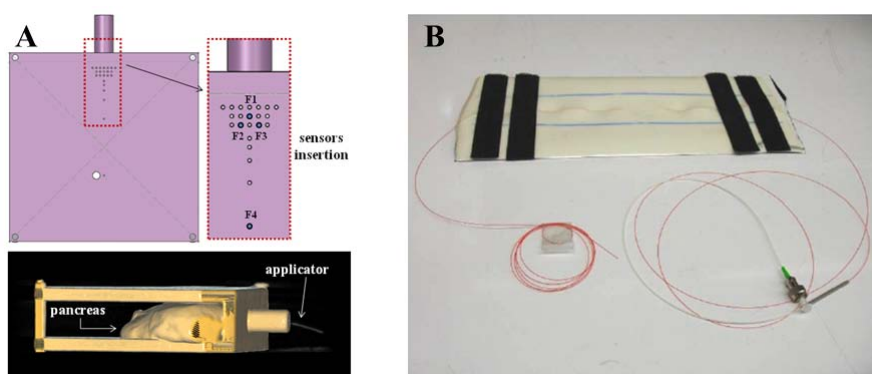 A
F1
F2 F3
sensors
insertion
F4
applicator
pancreas
B